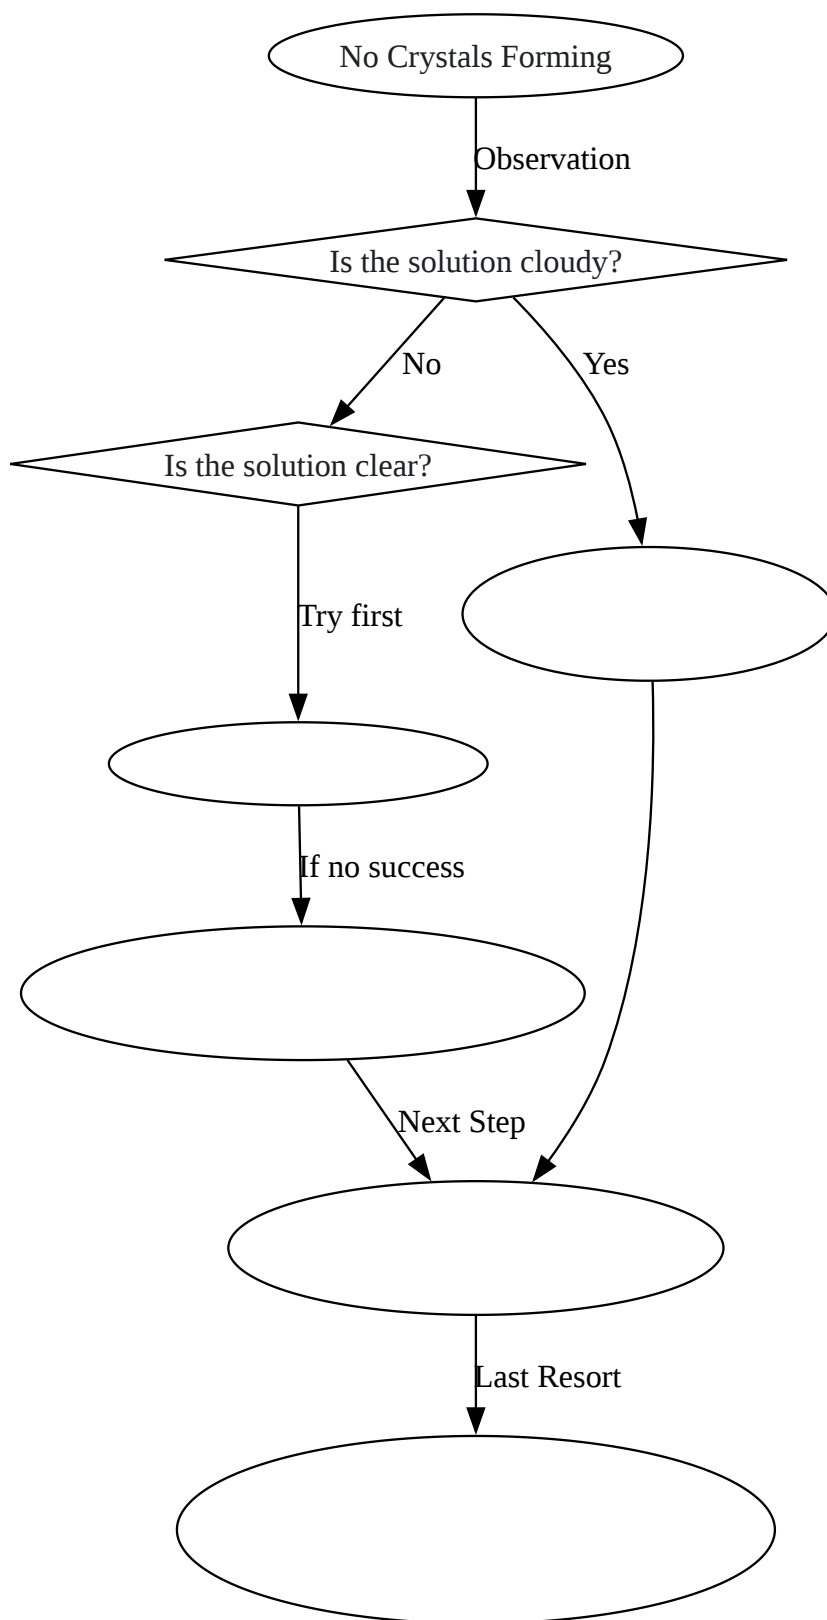 No Crystals Forming
Observation
Is the solution cloudy?
No
Yes
Is the solution clear?
Try first
If no success
Next Step
Last Resort